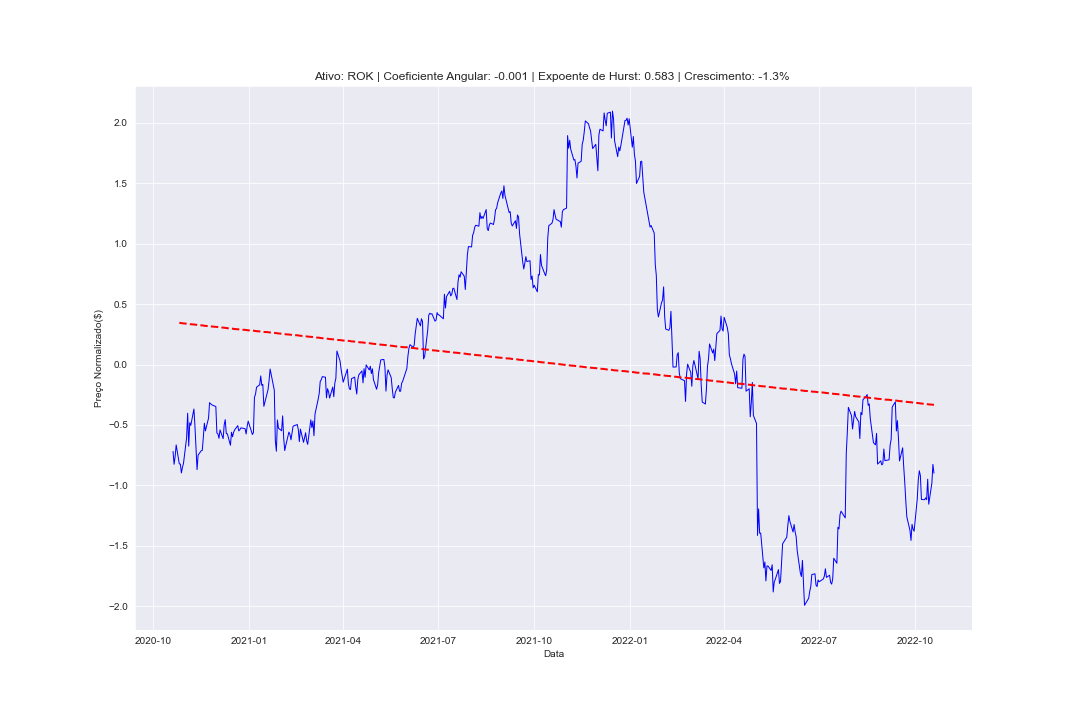 Ativo: ROK | Coeficiente Angular: -0.001 | Expoente de Hurst: 0.583 | Crescimento: -1.3%
2.0
1.5
1.0
0.5
0.0
−0.5
−1.0
−1.5
−2.0
Preço Normalizado($)
2020-10 2021-01 2021-04 2021-07 2021-10 2022-01 2022-04 2022-07 2022-10
Data